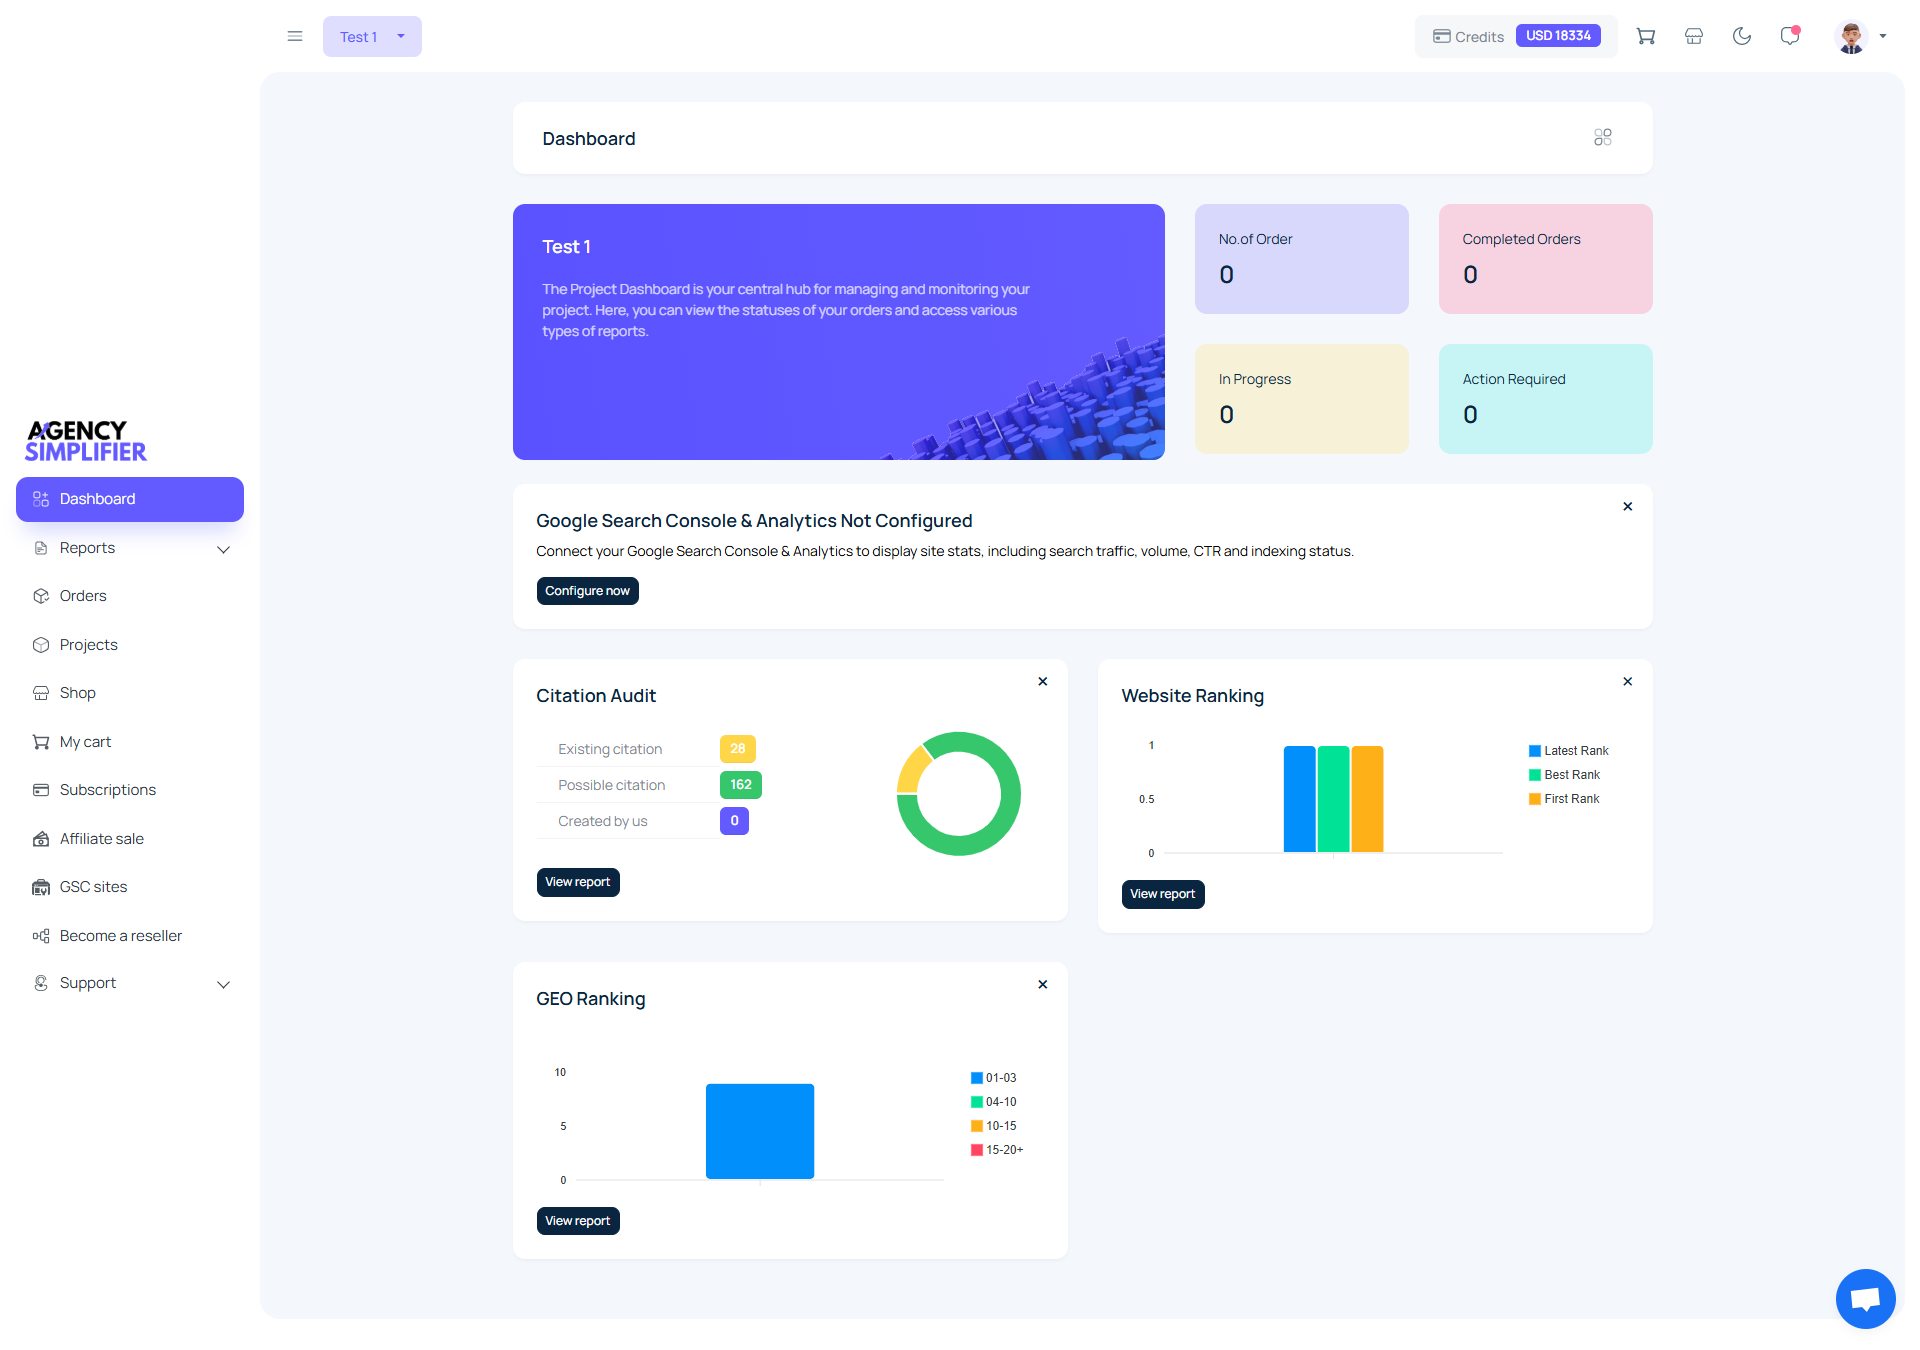 Test 1
Credits USD 18334
AGENCY
SIMPLIFIER
Dashboard
Reports
Orders
Projects
Shop
My cart
Subscriptions
Affiliate sale
GSC sites
Become a reseller
Support
Dashboard
Test 1
The Project Dashboard is your central hub for managing and monitoring your
project. Here, you can view the statuses of your orders and access various
types of reports.
No.of Order
0
Completed Orders
0
In Progress
0
Action Required
0
Google Search Console & Analytics Not Configured
Connect your Google Search Console & Analytics to display site stats, including search traffic, volume, CTR and indexing status.
Configure now
Citation Audit
Existing citation 28
Possible citation 162
Created by us 0
View report
Website Ranking
1
0.5
0
Latest Rank
Best Rank
First Rank
View report
GEO Ranking
10
5
0
01-03
04-10
10-15
15-20+
View report